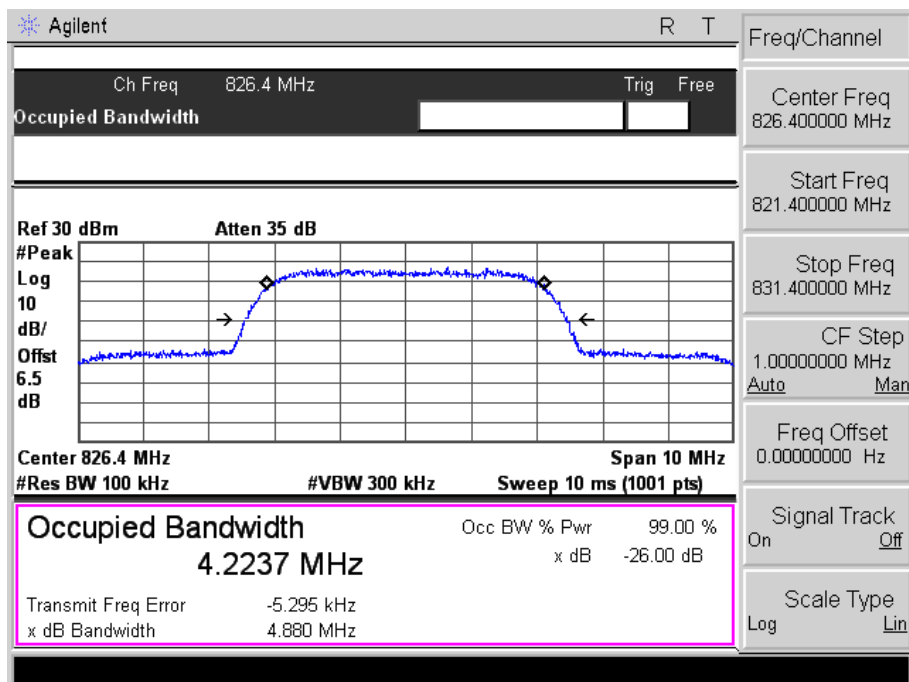 Agilent R T
Ch Freq 826.4 MHz Trig Free
Occupied Bandwidth
Ref 30 dBm Atten 35 dB
#Peak
Log
10
dB/
Offst
6.5
dB
Center 826.4 MHz Span 10 MHz
#Res BW 100 kHz #VBW 300 kHz Sweep 10 ms (1001 pts)
Occupied Bandwidth Occ BW % Pwr 99.00 %
4.2237 MHz x dB -26.00 dB
Transmit Freq Error -5.295 kHz
x dB Bandwidth 4.880 MHz
Freq/Channel
Center Freq
826.400000 MHz
Start Freq
821.400000 MHz
Stop Freq
831.400000 MHz
CF Step
1.00000000 MHz
Auto Man
Freq Offset
0.00000000 Hz
Signal Track
On Off
Scale Type
Log Lin